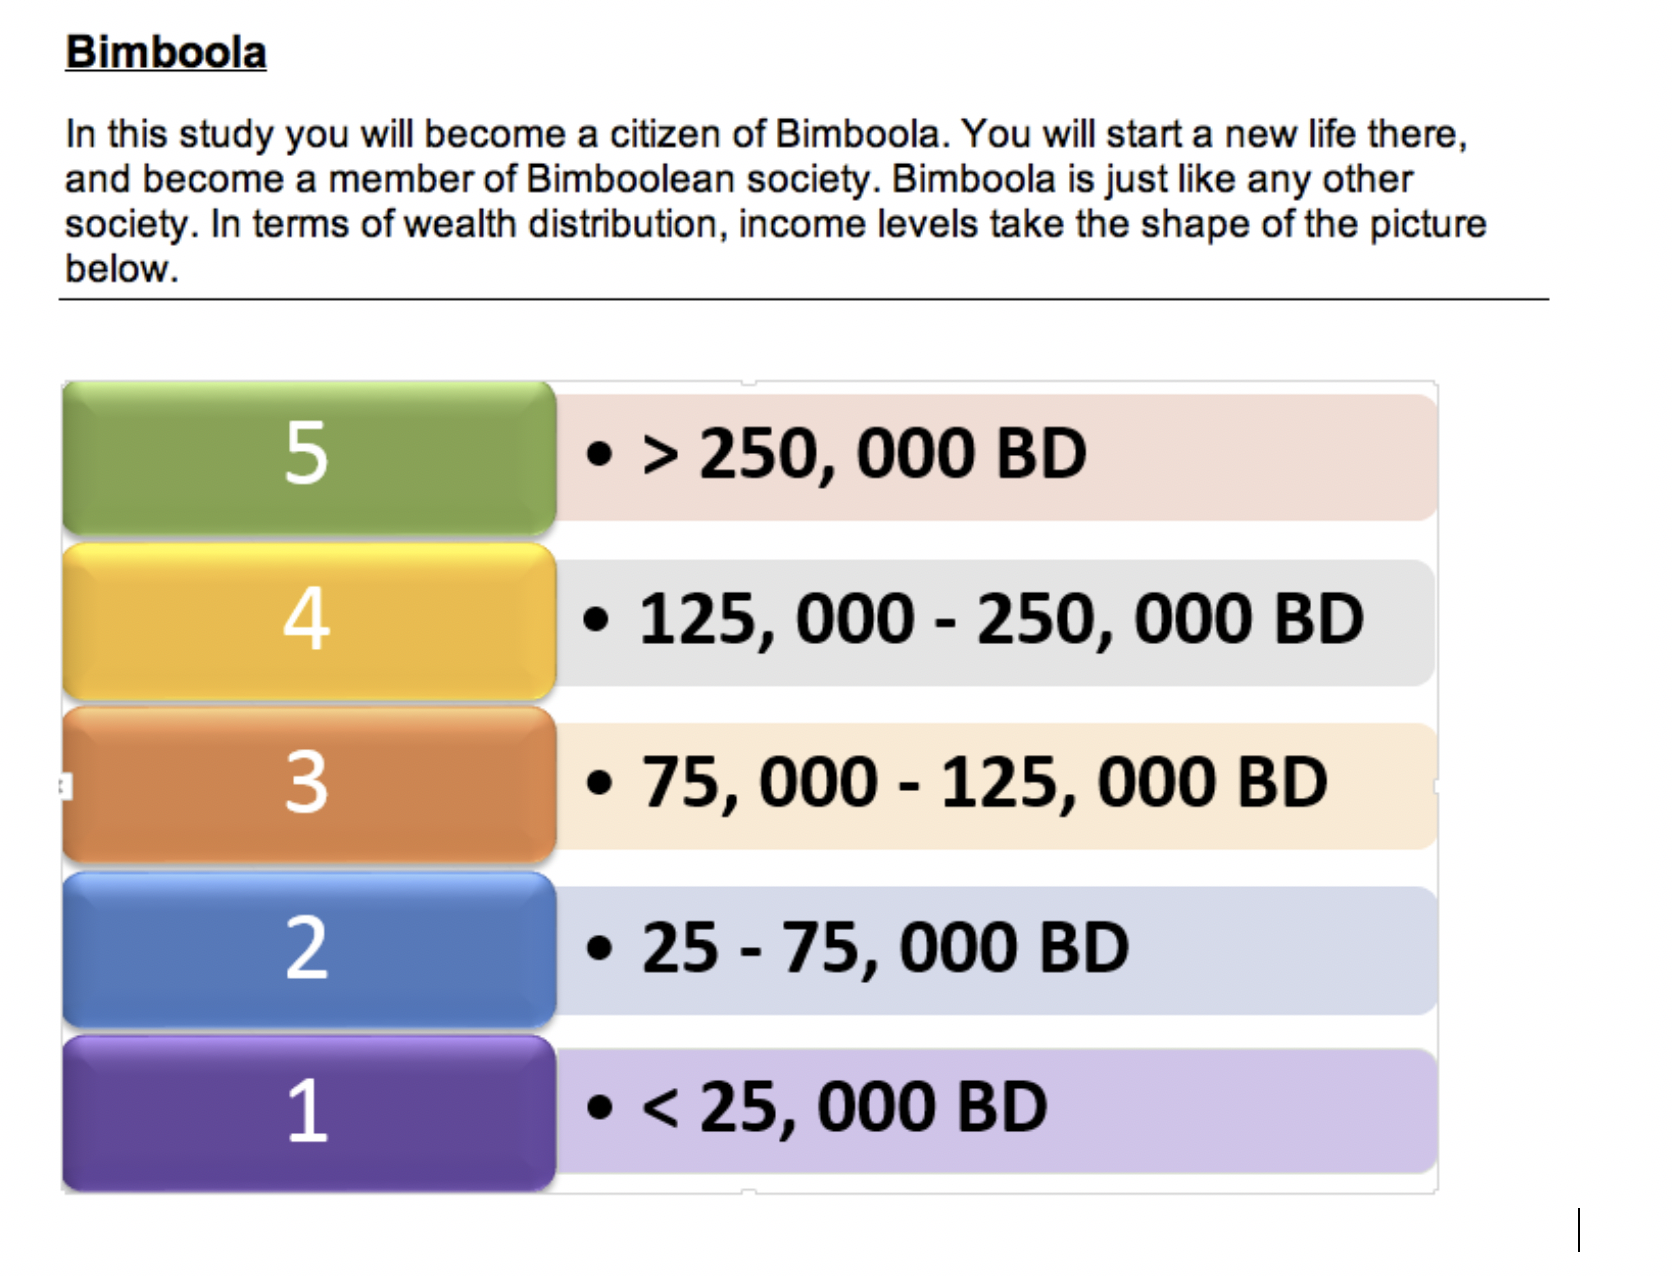 Bimboola
In this study you will become a citizen of Bimboola. You will start a new life there,
and become a member of Bimboolean society. Bimboola is just like any other
society. In terms of wealth distribution, income levels take the shape of the picture
below.
5 • > 250, 000 BD
4 • 125, 000 - 250, 000 BD
3 • 75, 000 - 125, 000 BD
2 • 25 - 75, 000 BD
1 • < 25, 000 BD